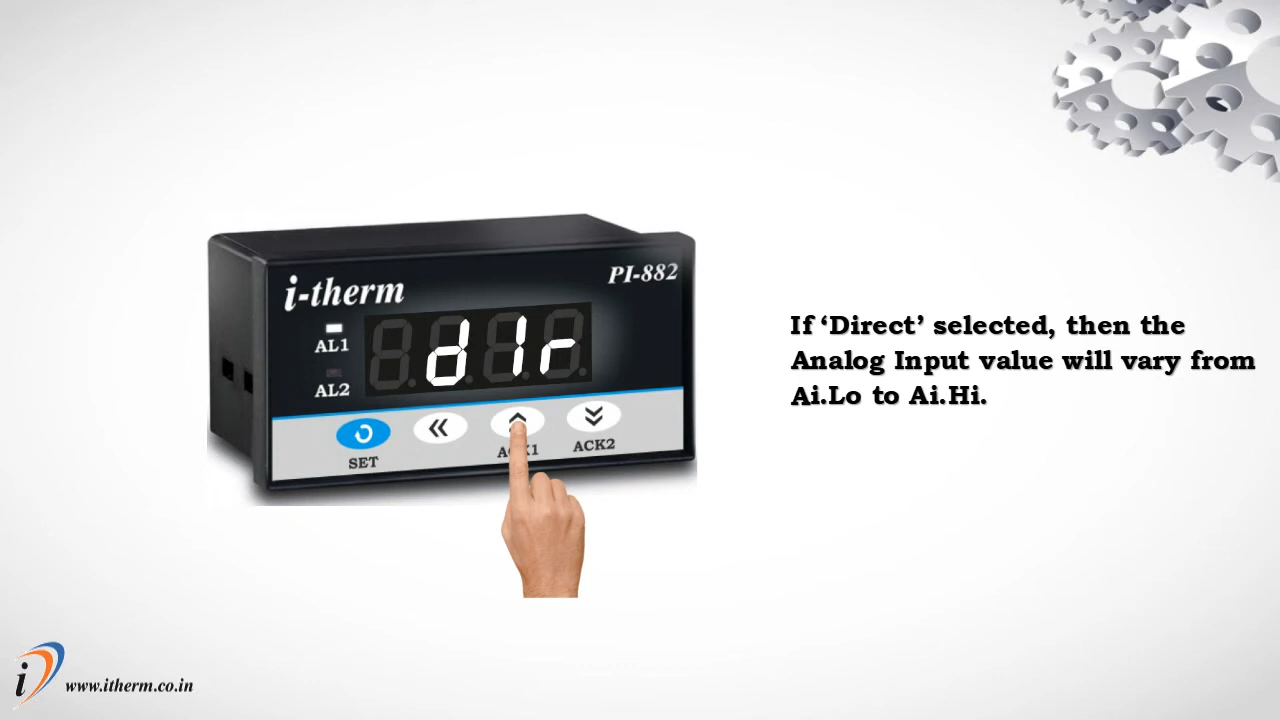 i-therm
PI-882
AL1
AL2
dIr
SET
ACK1
ACK2
If ‘Direct’ selected, then the
Analog Input value will vary from
Ai.Lo to Ai.Hi.
www.itherm.co.in